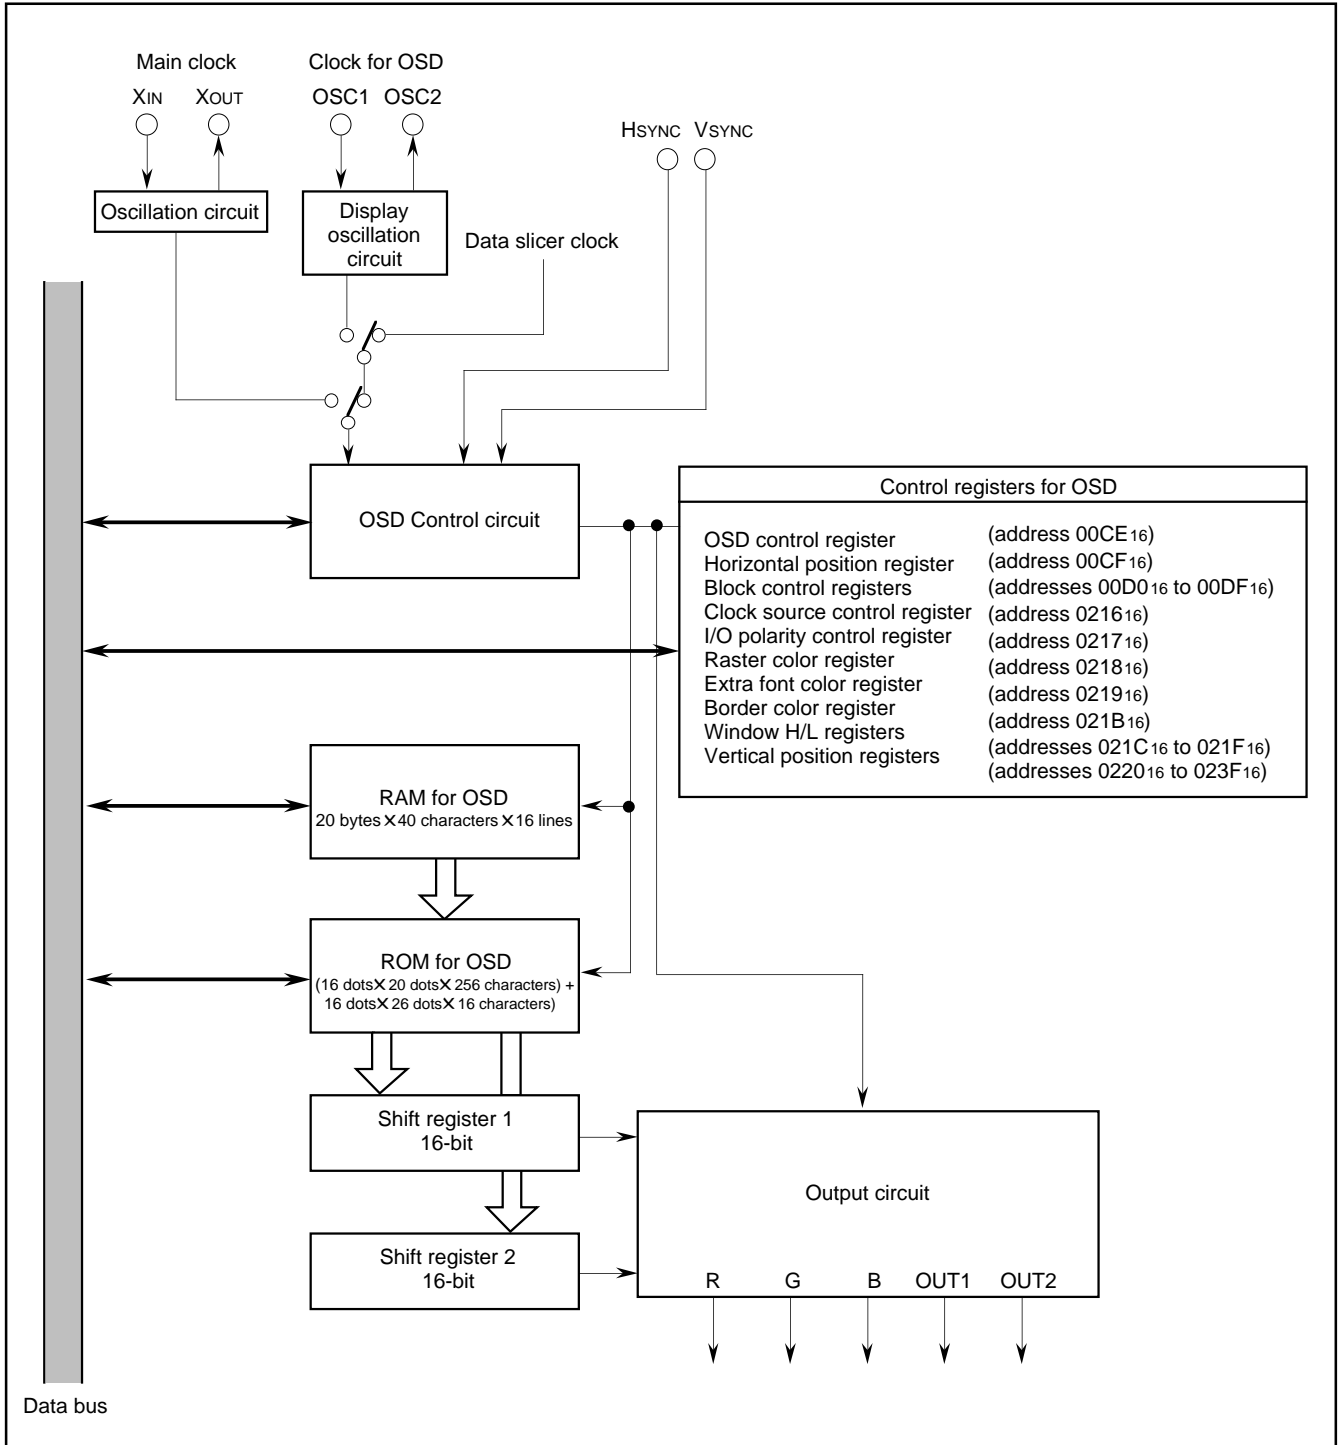 Main clock
Clock for OSD
XIN XOUT
OSC1 OSC2
HSYNC VSYNC
Oscillation circuit
Display
oscillation
circuit
Data slicer clock
OSD Control circuit
Control registers for OSD
OSD control register (address 00CE16)
Horizontal position register (address 00CF16)
Block control registers (addresses 00D016 to 00DF16)
Clock source control register (address 021616)
I/O polarity control register (address 021716)
Raster color register (address 021816)
Extra font color register (address 021916)
Border color register (address 021B16)
Window H/L registers (addresses 021C16 to 021F16)
Vertical position registers (addresses 022016 to 023F16)
RAM for OSD
20 bytes×40 characters×16 lines
ROM for OSD
(16 dots×20 dots×256 characters) +
16 dots×26 dots×16 characters)
Shift register 1
16-bit
Output circuit
Shift register 2
16-bit
R G B OUT1 OUT2
Data bus